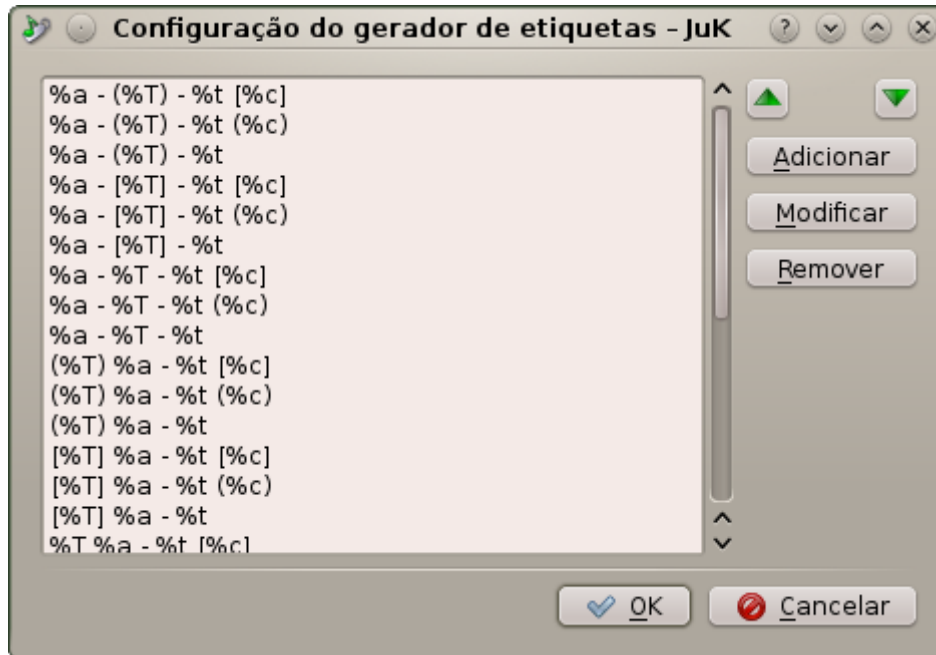 Configuração do gerador de etiquetas – JuK
%a - (%T) - %t [%c]
%a - (%T) - %t (%c)
%a - (%T) - %t
%a - [%T] - %t [%c]
%a - [%T] - %t (%c)
%a - [%T] - %t
%a - %T - %t [%c]
%a - %T - %t (%c)
%a - %T - %t
(%T) %a - %t [%c]
(%T) %a - %t (%c)
(%T) %a - %t
[%T] %a - %t [%c]
[%T] %a - %t (%c)
[%T] %a - %t
%T %a - %t [%c]
Adicionar
Modificar
Remover
OK
Cancelar